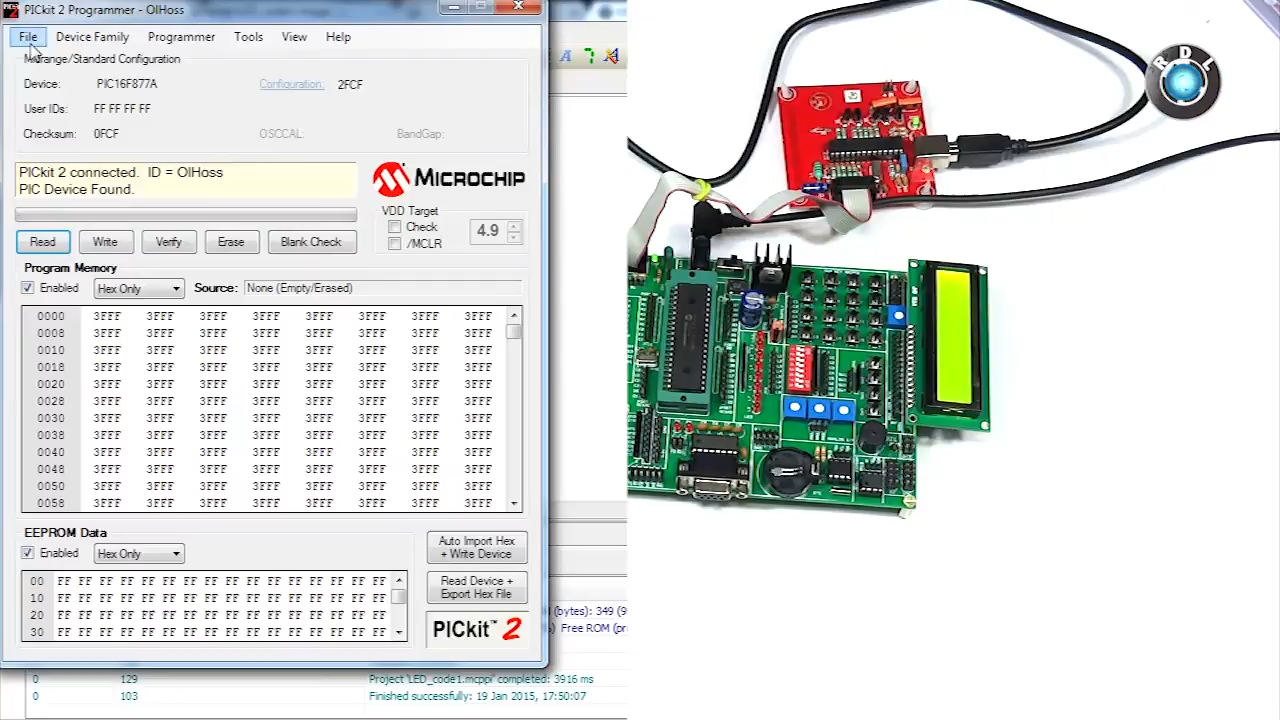 PICkit 2 Programmer - OIHoss
File Device Family Programmer Tools View Help
Midrange/Standard Configuration
Device: PIC16F877A Configuration: 2FCF
User IDs: FF FF FF FF
Checksum: 0FCF OSCCAL: BandGap:
PICkit 2 connected. ID = OIHoss
PIC Device Found.
MICROCHIP
VDD Target
Check
/MCLR
4.9
Read Write Verify Erase Blank Check
Program Memory
Enabled Hex Only Source: None (Empty/Erased)
0000 3FFF 3FFF 3FFF 3FFF 3FFF 3FFF 3FFF 3FFF
0008 3FFF 3FFF 3FFF 3FFF 3FFF 3FFF 3FFF 3FFF
0010 3FFF 3FFF 3FFF 3FFF 3FFF 3FFF 3FFF 3FFF
0018 3FFF 3FFF 3FFF 3FFF 3FFF 3FFF 3FFF 3FFF
0020 3FFF 3FFF 3FFF 3FFF 3FFF 3FFF 3FFF 3FFF
0028 3FFF 3FFF 3FFF 3FFF 3FFF 3FFF 3FFF 3FFF
0030 3FFF 3FFF 3FFF 3FFF 3FFF 3FFF 3FFF 3FFF
0038 3FFF 3FFF 3FFF 3FFF 3FFF 3FFF 3FFF 3FFF
0040 3FFF 3FFF 3FFF 3FFF 3FFF 3FFF 3FFF 3FFF
0048 3FFF 3FFF 3FFF 3FFF 3FFF 3FFF 3FFF 3FFF
0050 3FFF 3FFF 3FFF 3FFF 3FFF 3FFF 3FFF 3FFF
0058 3FFF 3FFF 3FFF 3FFF 3FFF 3FFF 3FFF 3FFF
EEPROM Data
Enabled Hex Only
00 FF FF FF FF FF FF FF FF FF FF FF FF FF FF FF FF
10 FF FF FF FF FF FF FF FF FF FF FF FF FF FF FF FF
20 FF FF FF FF FF FF FF FF FF FF FF FF FF FF FF FF
30 FF FF FF FF FF FF FF FF FF FF FF FF FF FF FF FF
Auto Import Hex
+ Write Device
Read Device +
Export Hex File
PICkit™ 2
(bytes): 349 (9
Free ROM (pr
0 129 Project 'LED_code1.mcppi' completed: 3916 ms
0 103 Finished successfully: 19 Jan 2015, 17:50:07
RDL